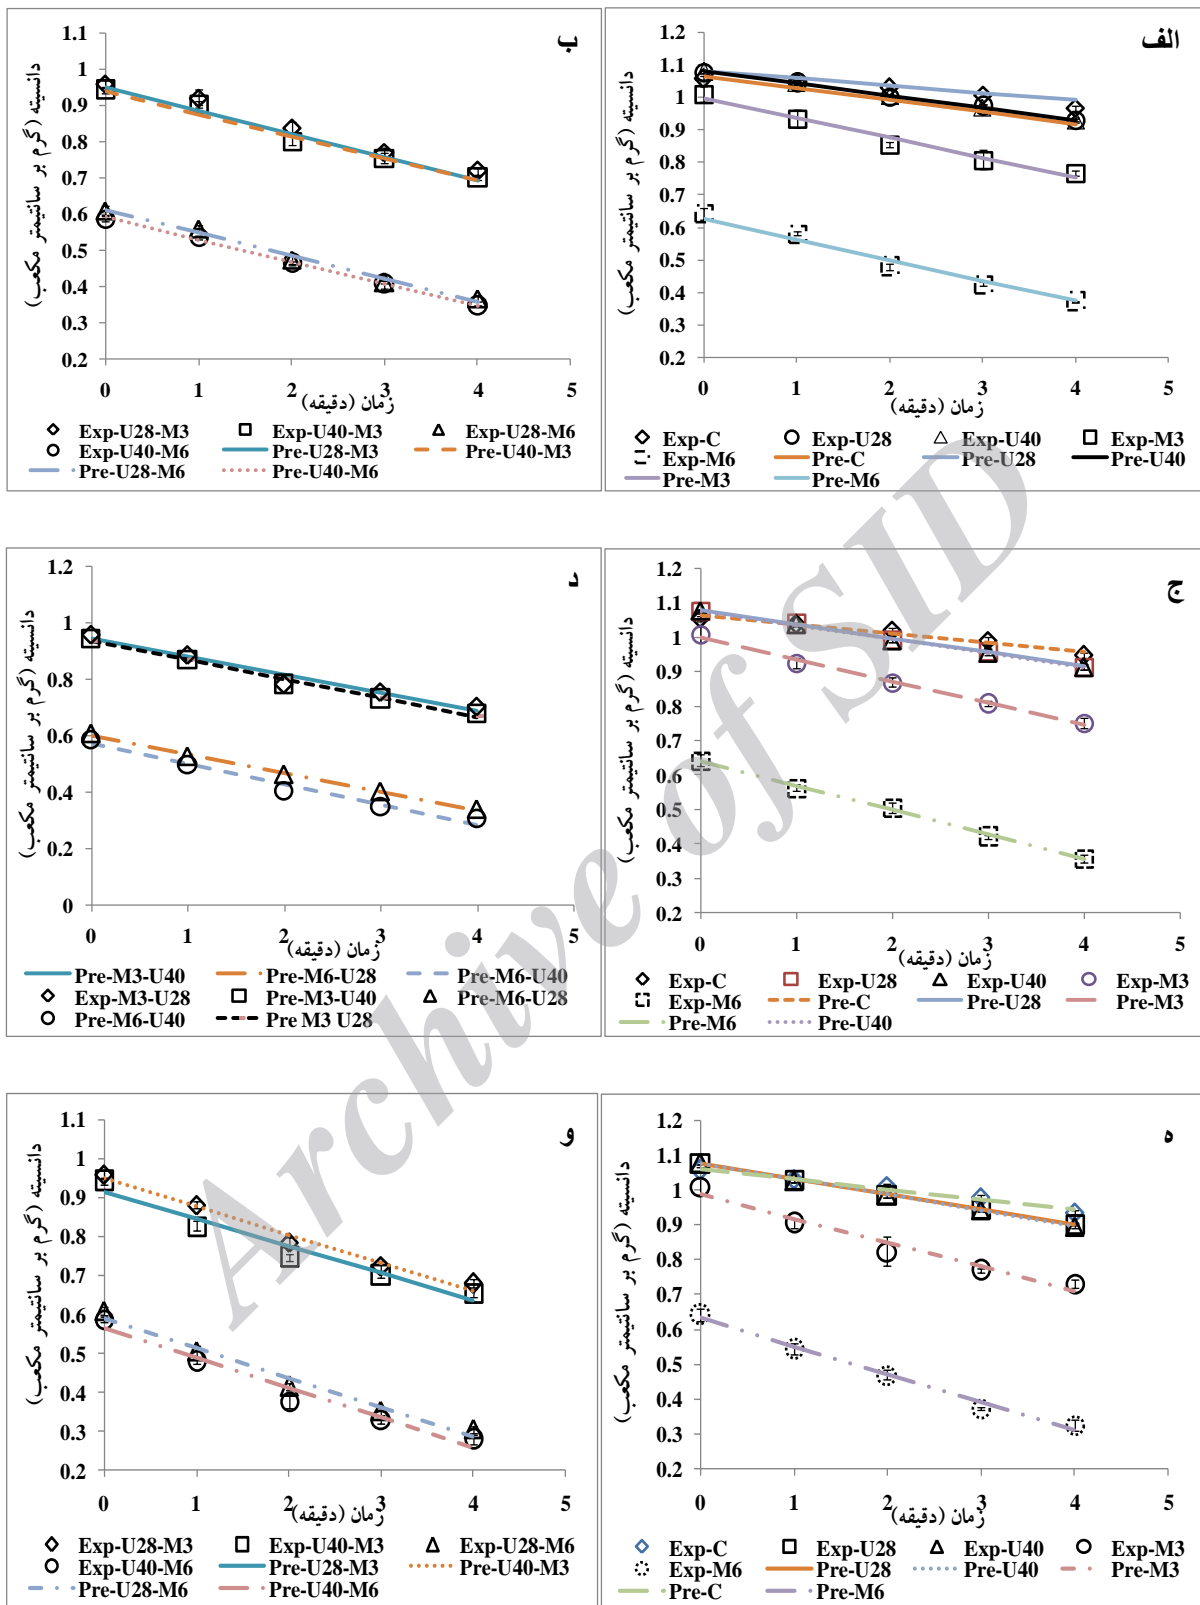 الف
دانسیته (گرم بر سانتیمتر مکعب)
1.2
1.1
1
0.9
0.8
0.7
0.6
0.5
0.4
0.3
0.2
0 1 2 3 4 5
زمان (دقیقه)
Exp-C Exp-U28 Exp-U40 Exp-M3
Exp-M6 Pre-C Pre-U28 Pre-U40
Pre-M3 Pre-M6
ب
دانسیته (گرم بر سانتیمتر مکعب)
1.1
1
0.9
0.8
0.7
0.6
0.5
0.4
0.3
0.2
0 1 2 3 4 5
زمان (دقیقه)
Exp-U28-M3 Exp-U40-M3 Exp-U28-M6
Exp-U40-M6 Pre-U28-M3 Pre-U40-M3
Pre-U28-M6 Pre-U40-M6
ج
دانسیته (گرم بر سانتیمتر مکعب)
1.2
1.1
1
0.9
0.8
0.7
0.6
0.5
0.4
0.3
0.2
0 1 2 3 4 5
زمان (دقیقه)
Exp-C Exp-U28 Exp-U40 Exp-M3
Exp-M6 Pre-C Pre-U28 Pre-M3
Pre-M6 Pre-U40
د
دانسیته (گرم بر سانتیمتر مکعب)
1.2
1
0.8
0.6
0.4
0.2
0
0 1 2 3 4 5
زمان (دقیقه)
Pre-M3-U40 Pre-M6-U28 Pre-M6-U40
Exp-M3-U28 Pre-M3-U40 Pre-M6-U28
Pre-M6-U40 Pre M3 U28
ه
دانسیته (گرم بر سانتیمتر مکعب)
1.2
1.1
1
0.9
0.8
0.7
0.6
0.5
0.4
0.3
0.2
0 1 2 3 4 5
زمان (دقیقه)
Exp-C Exp-U28 Exp-U40 Exp-M3
Exp-M6 Pre-U28 Pre-U40 Pre-M3
Pre-C Pre-M6
و
دانسیته (گرم بر سانتیمتر مکعب)
1.1
1
0.9
0.8
0.7
0.6
0.5
0.4
0.3
0.2
0 1 2 3 4 5
زمان (دقیقه)
Exp-U28-M3 Exp-U40-M3 Exp-U28-M6
Exp-U40-M6 Pre-U28-M3 Pre-U40-M3
Pre-U28-M6 Pre-U40-M6
Archive of SID